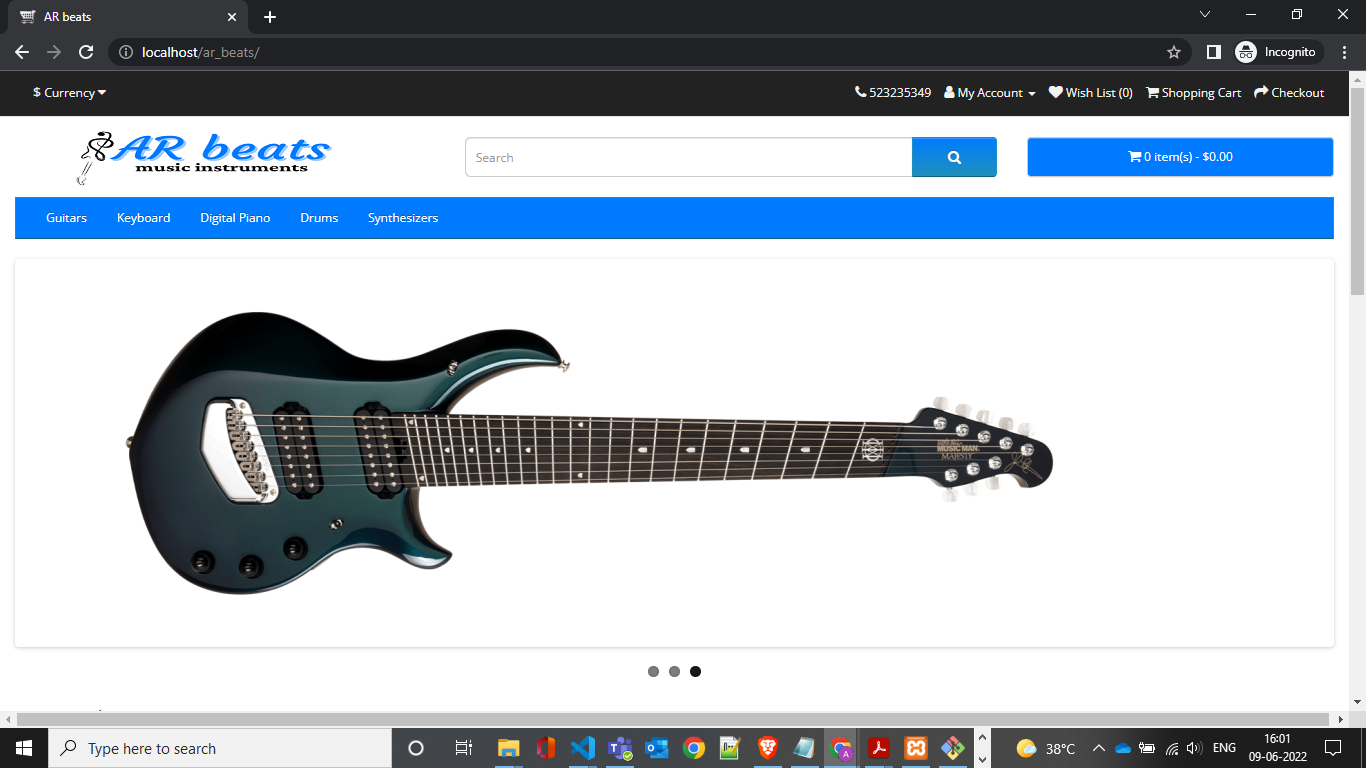 AR beats
localhost/ar_beats/
Incognito
$ Currency
523235349 My Account Wish List (0) Shopping Cart Checkout
AR beats
music instruments
Search
0 item(s) - $0.00
Guitars Keyboard Digital Piano Drums Synthesizers
MUSIC MAN
MAJESTY
Type here to search
38°C
ENG
16:01
09-06-2022